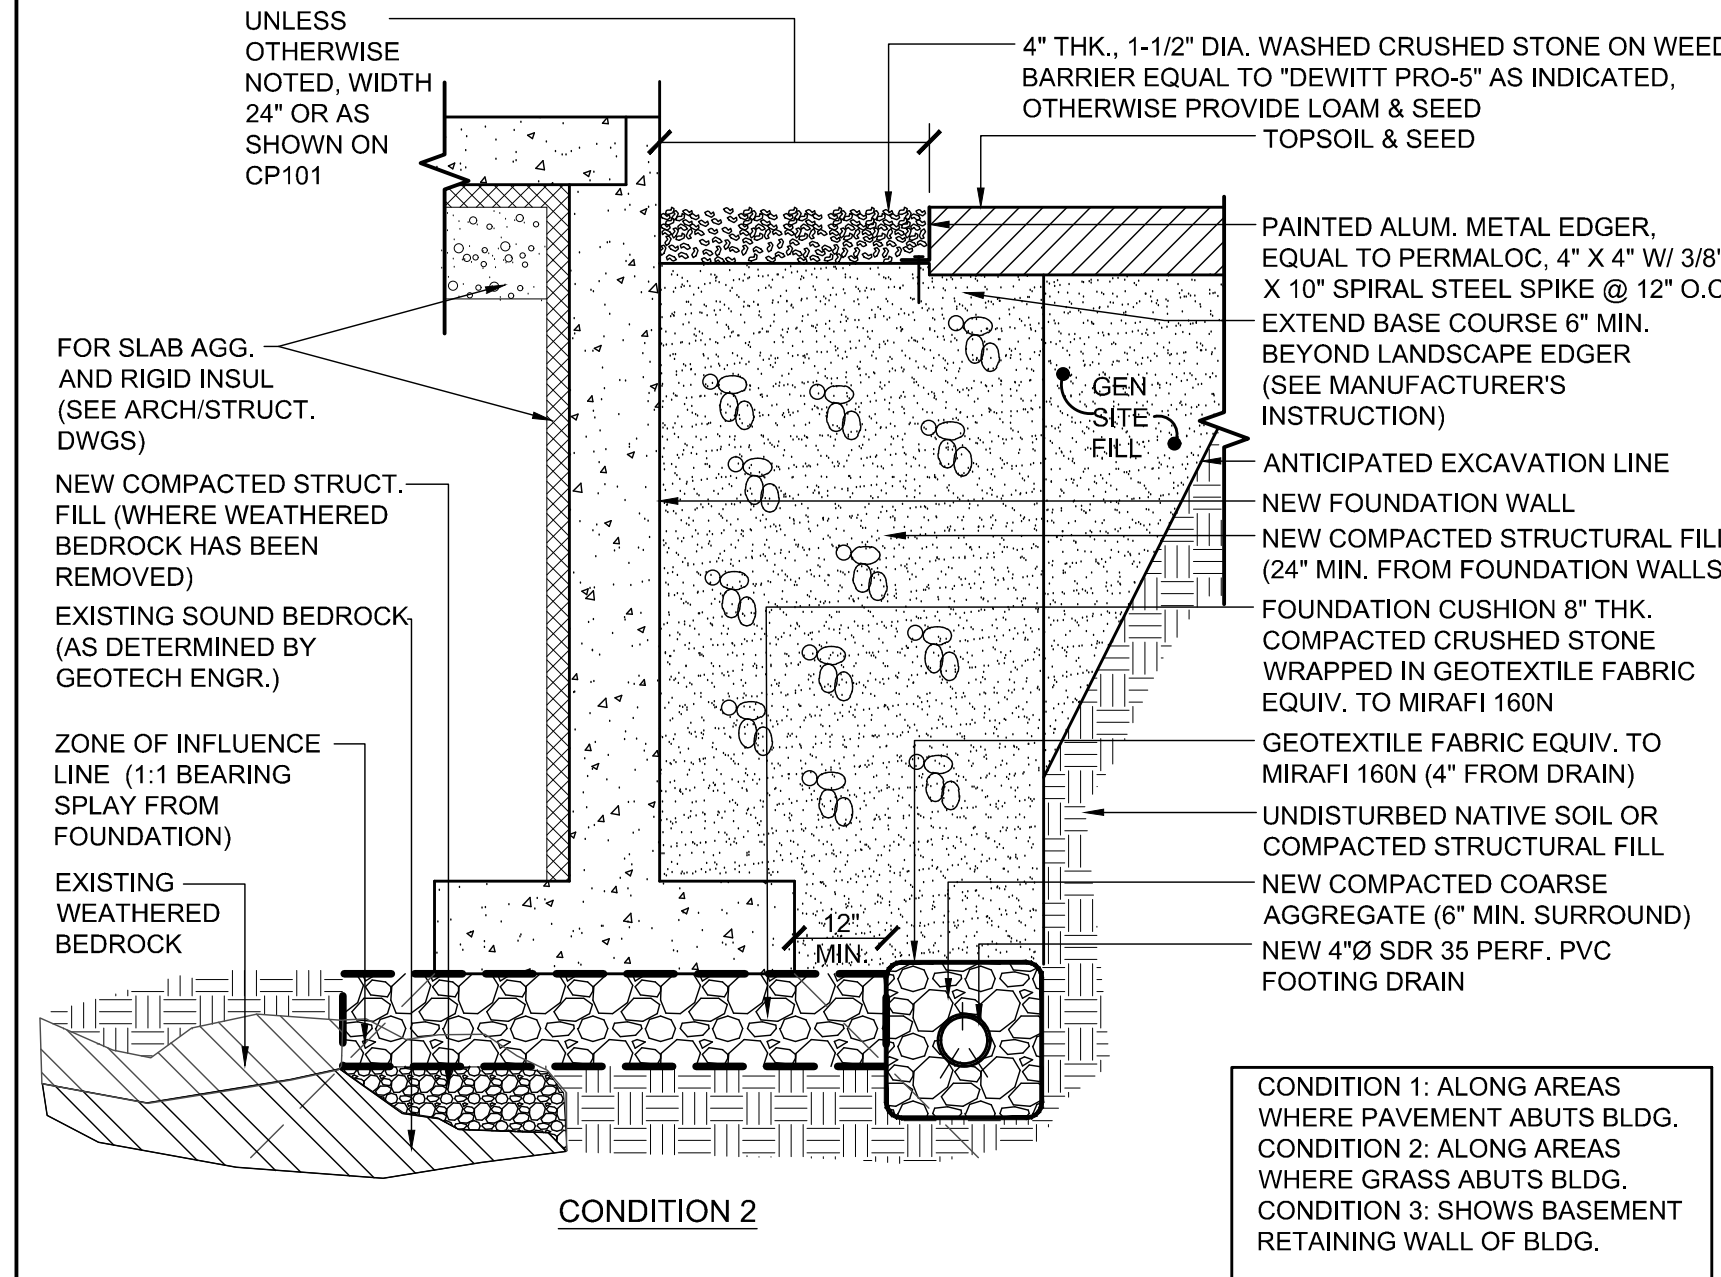 UNLESS
OTHERWISE
NOTED, WIDTH
24" OR AS
SHOWN ON
CP101
4" THK., 1-1/2" DIA. WASHED CRUSHED STONE ON WEED
BARRIER EQUAL TO "DEWITT PRO-5" AS INDICATED,
OTHERWISE PROVIDE LOAM & SEED
TOPSOIL & SEED
PAINTED ALUM. METAL EDGER,
EQUAL TO PERMALOC, 4" X 4" W/ 3/8"
X 10" SPIRAL STEEL SPIKE @ 12" O.C
EXTEND BASE COURSE 6" MIN.
BEYOND LANDSCAPE EDGER
(SEE MANUFACTURER'S
INSTRUCTION)
GEN
SITE
FILL
ANTICIPATED EXCAVATION LINE
NEW FOUNDATION WALL
NEW COMPACTED STRUCTURAL FILL
(24" MIN. FROM FOUNDATION WALLS
FOUNDATION CUSHION 8" THK.
COMPACTED CRUSHED STONE
WRAPPED IN GEOTEXTILE FABRIC
EQUIV. TO MIRAFI 160N
GEOTEXTILE FABRIC EQUIV. TO
MIRAFI 160N (4" FROM DRAIN)
UNDISTURBED NATIVE SOIL OR
COMPACTED STRUCTURAL FILL
NEW COMPACTED COARSE
AGGREGATE (6" MIN. SURROUND)
NEW 4"Ø SDR 35 PERF. PVC
FOOTING DRAIN
FOR SLAB AGG.
AND RIGID INSUL
(SEE ARCH/STRUCT.
DWGS)
NEW COMPACTED STRUCT.
FILL (WHERE WEATHERED
BEDROCK HAS BEEN
REMOVED)
EXISTING SOUND BEDROCK
(AS DETERMINED BY
GEOTECH ENGR.)
ZONE OF INFLUENCE
LINE (1:1 BEARING
SPLAY FROM
FOUNDATION)
EXISTING
WEATHERED
BEDROCK
12"
MIN.
CONDITION 2
CONDITION 1: ALONG AREAS
WHERE PAVEMENT ABUTS BLDG.
CONDITION 2: ALONG AREAS
WHERE GRASS ABUTS BLDG.
CONDITION 3: SHOWS BASEMENT
RETAINING WALL OF BLDG.